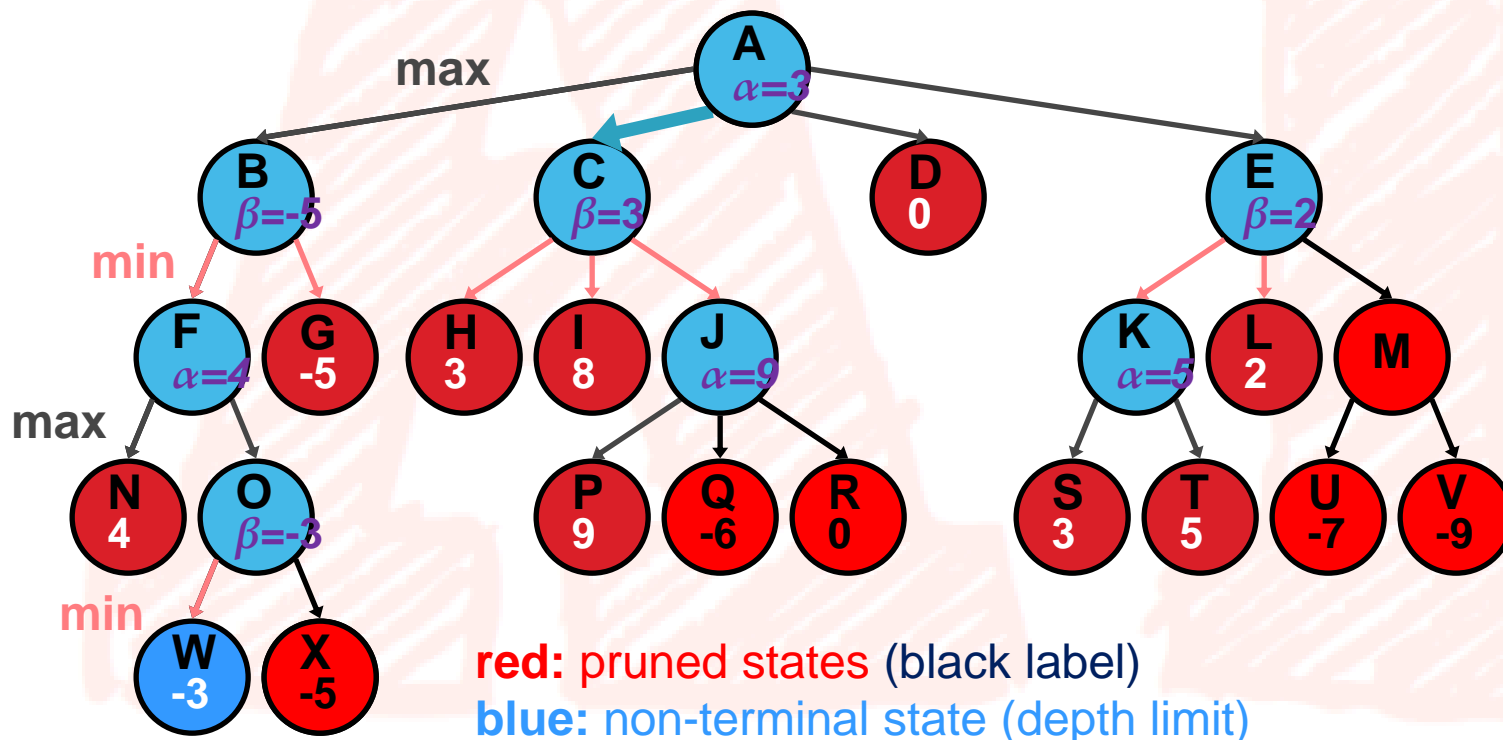 A
α=3
max
B
β=-5
C
β=3
D
0
E
β=2
min
F
α=4
G
-5
H
3
I
8
J
α=9
K
α=5
L
2
M
max
N
4
O
β=-3
P
9
Q
-6
R
0
S
3
T
5
U
-7
V
-9
min
W
-3
X
-5
red: pruned states (black label)
blue: non-terminal state (depth limit)